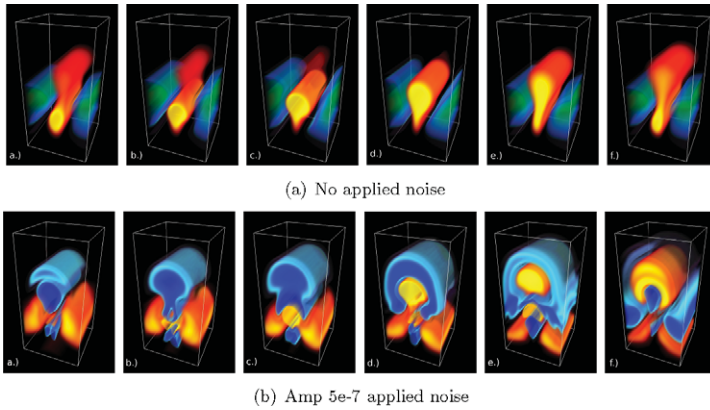 a.) b.) c.) d.) e.) f.)
(a) No applied noise
a.) b.) c.) d.) e.) f.)
(b) Amp 5e-7 applied noise